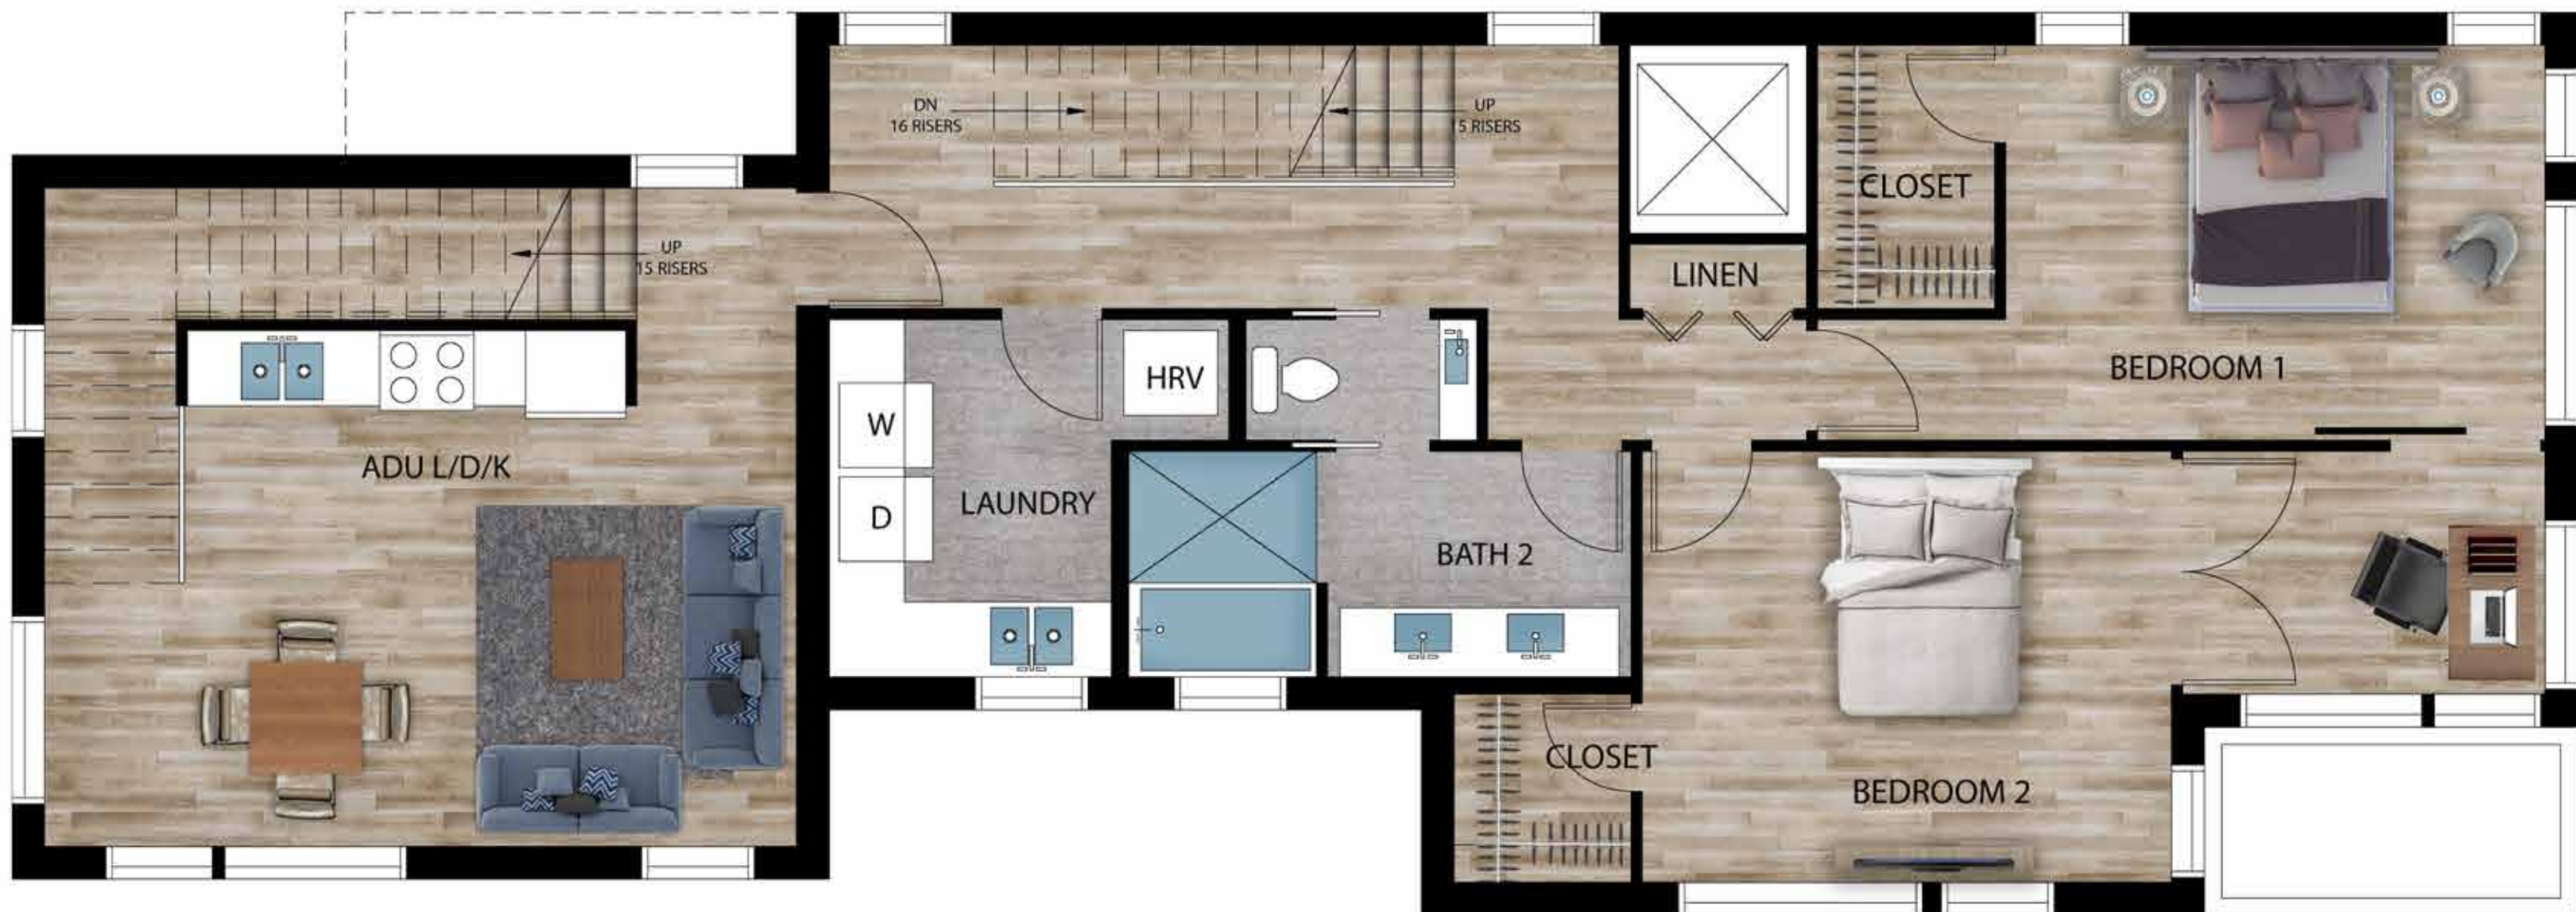 DN
16 RISERS
UP
15 RISERS
CLOSET
UP
15 RISERS
LINEN
BEDROOM 1
HRV
W
ADU L/D/K
D
LAUNDRY
BATH 2
CLOSET
BEDROOM 2